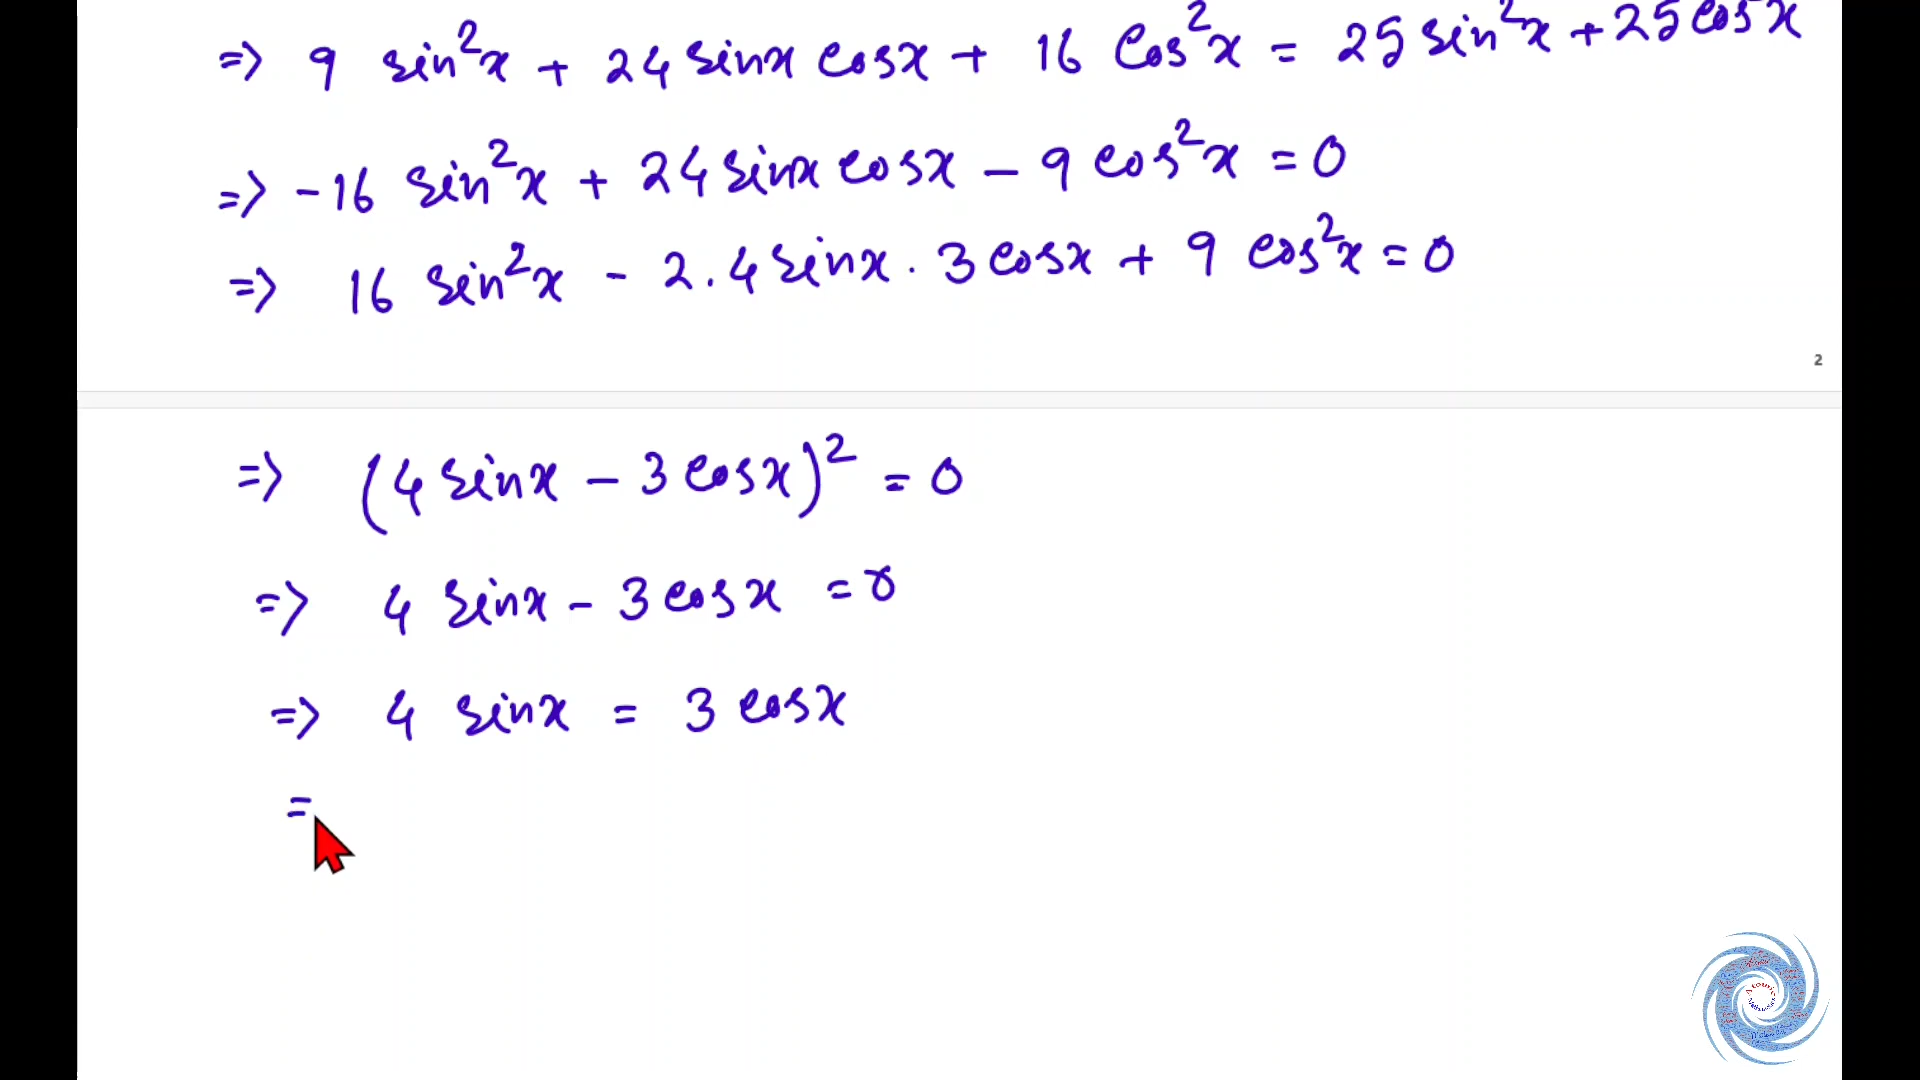 => 9 sin²x + 24 sinx cosx + 16 Cos²x = 25 sin²x + 25 cos²x
=> -16 sin²x + 24 sinx cosx - 9 cos²x = 0
=> 16 sin²x - 2.4 sinx . 3 cosx + 9 cos²x = 0
2
=> (4 sinx - 3 cosx)² = 0
=> 4 sinx - 3 cosx = 0
=> 4 sinx = 3 cosx
=